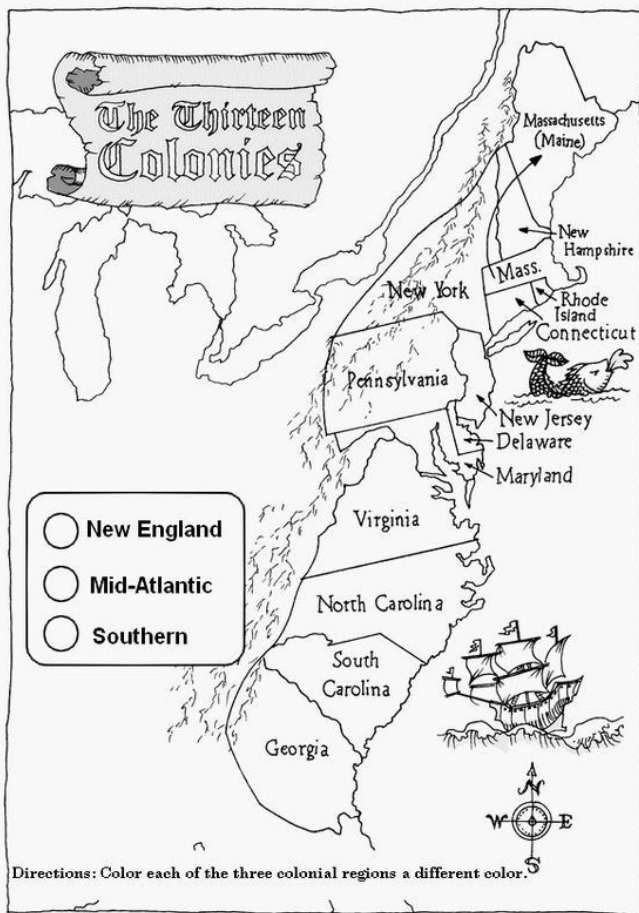 The Thirteen
Colonies
Massachusetts
(Maine)
New
Hampshire
Mass.
New York
Rhode
Island
Connecticut
Pennsylvania
New Jersey
Delaware
Maryland
New England
Virginia
Mid-Atlantic
North Carolina
Southern
South
Carolina
Georgia
N
W
E
S
Directions: Color each of the three colonial regions a different color.